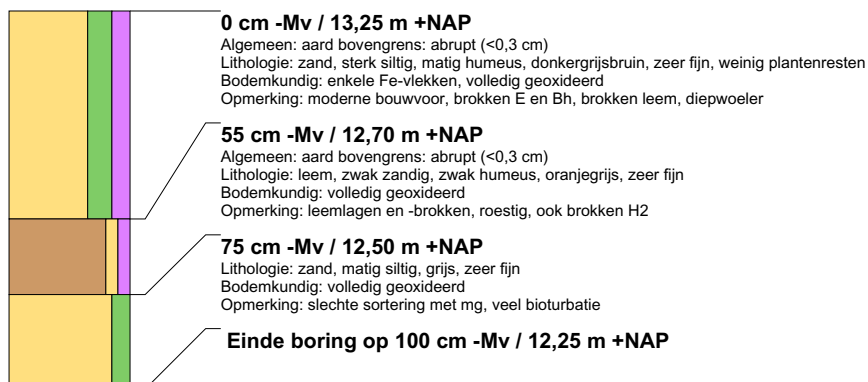 0 cm -Mv / 13,25 m +NAP
Algemeen: aard bovengrens: abrupt (<0,3 cm)
Lithologie: zand, sterk siltig, matig humeus, donkergrijsbruin, zeer fijn, weinig plantenresten
Bodemkundig: enkele Fe-vlekken, volledig geoxideerd
Opmerking: moderne bouwvoor, brokken E en Bh, brokken leem, diepwoeler
55 cm -Mv / 12,70 m +NAP
Algemeen: aard bovengrens: abrupt (<0,3 cm)
Lithologie: leem, zwak zandig, zwak humeus, oranjegrijs, zeer fijn
Bodemkundig: volledig geoxideerd
Opmerking: leemlagen en -brokken, roestig, ook brokken H2
75 cm -Mv / 12,50 m +NAP
Lithologie: zand, matig siltig, grijs, zeer fijn
Bodemkundig: volledig geoxideerd
Opmerking: slechte sortering met mg, veel bioturbatie
Einde boring op 100 cm -Mv / 12,25 m +NAP